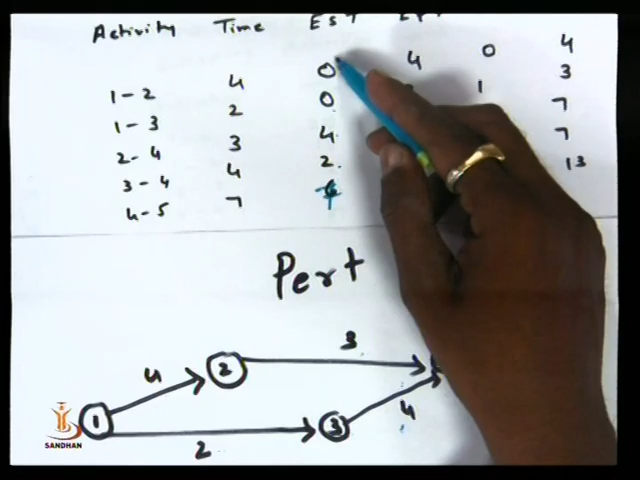 Activity Time EST
1-2 4 0 4 0 4
1-3 2 0 1 3
2-4 3 4 7
3-4 4 2 7
4-5 7 13
Pert
4 2 3
1 3 4
2
SANDHAN